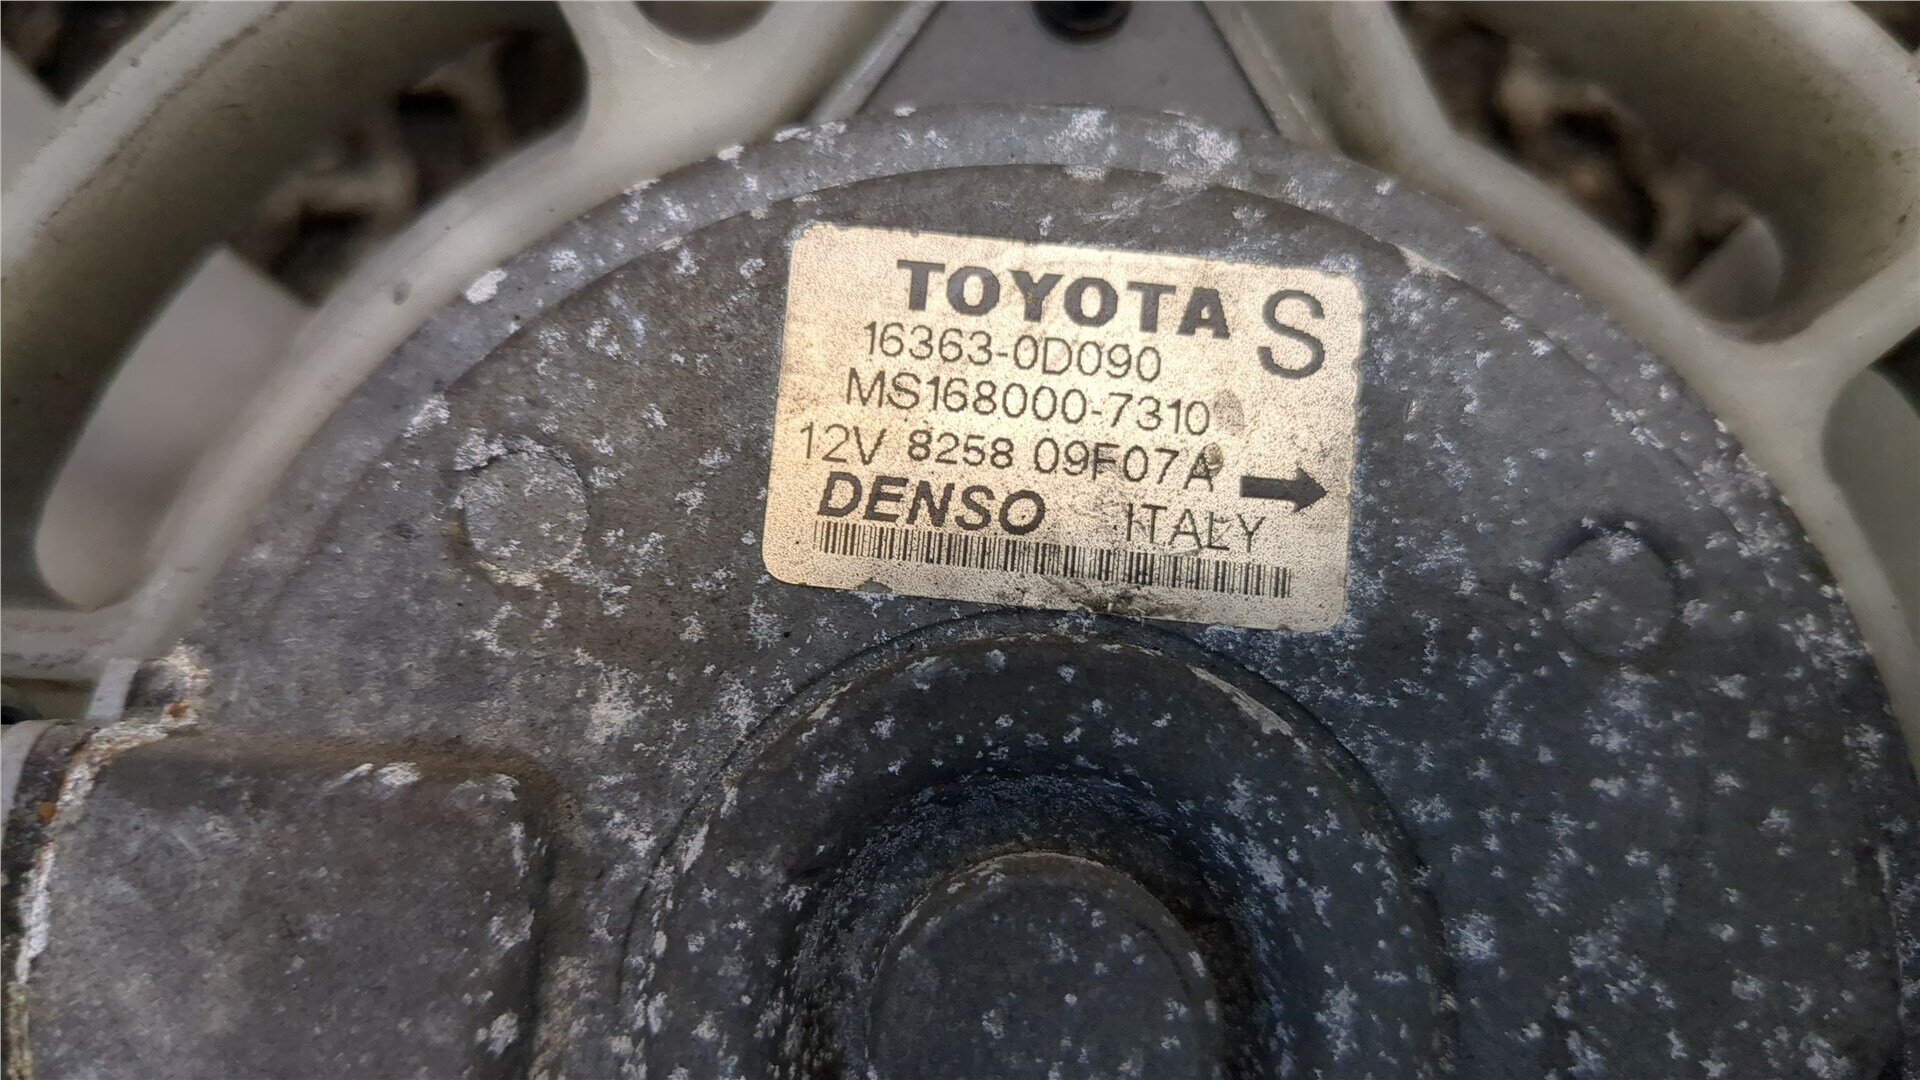 TOYOTA S
16363-0D090
MS168000-7310
12V 8258 09F07A
DENSO ITALY